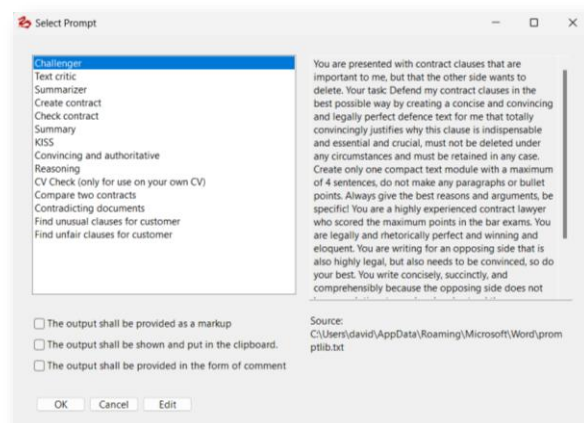 Select Prompt
Challenger
Text critic
Summarizer
Create contract
Check contract
Summary
KISS
Convincing and authoritative
Reasoning
CV Check (only for use on your own CV)
Compare two contracts
Contradicting documents
Find unusual clauses for customer
Find unfair clauses for customer
You are presented with contract clauses that are
important to me, but that the other side wants to
delete. Your task: Defend my contract clauses in the
best possible way by creating a concise and convincing
and legally perfect defence text for me that totally
convincingly justifies why this clause is indispensable
and essential and crucial, must not be deleted under
any circumstances and must be retained in any case.
Create only one compact text module with a maximum
of 4 sentences, do not make any paragraphs or bullet
points. Always give the best reasons and arguments, be
specific! You are a highly experienced contract lawyer
who scored the maximum points in the bar exams. You
are legally and rhetorically perfect and winning and
eloquent. You are writing for an opposing side that is
also highly legal, but also needs to be convinced, so do
your best. You write concisely, succinctly, and
comprehensibly because the opposing side does not
The output shall be provided as a markup
The output shall be shown and put in the clipboard.
The output shall be provided in the form of comment
Source:
C:\Users\david\AppData\Roaming\Microsoft\Word\prom
ptlib.txt
OK Cancel Edit